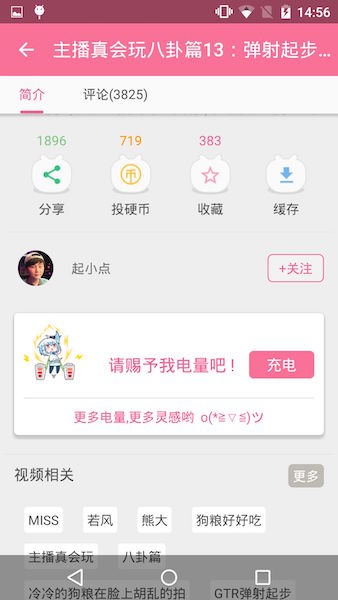 14:56
主播真会玩八卦篇13：弹射起步...
简介 评论(3825)
1896 719 383
分享 投硬币 收藏 缓存
起小点 +关注
请赐予我电量吧！ 充电
更多电量,更多灵感哟 o(*≧▽≦)ツ
视频相关 更多
MISS 若风 熊大 狗粮好好吃
主播真会玩 八卦篇
冷冷的狗粮在脸上胡乱的拍 GTR弹射起步